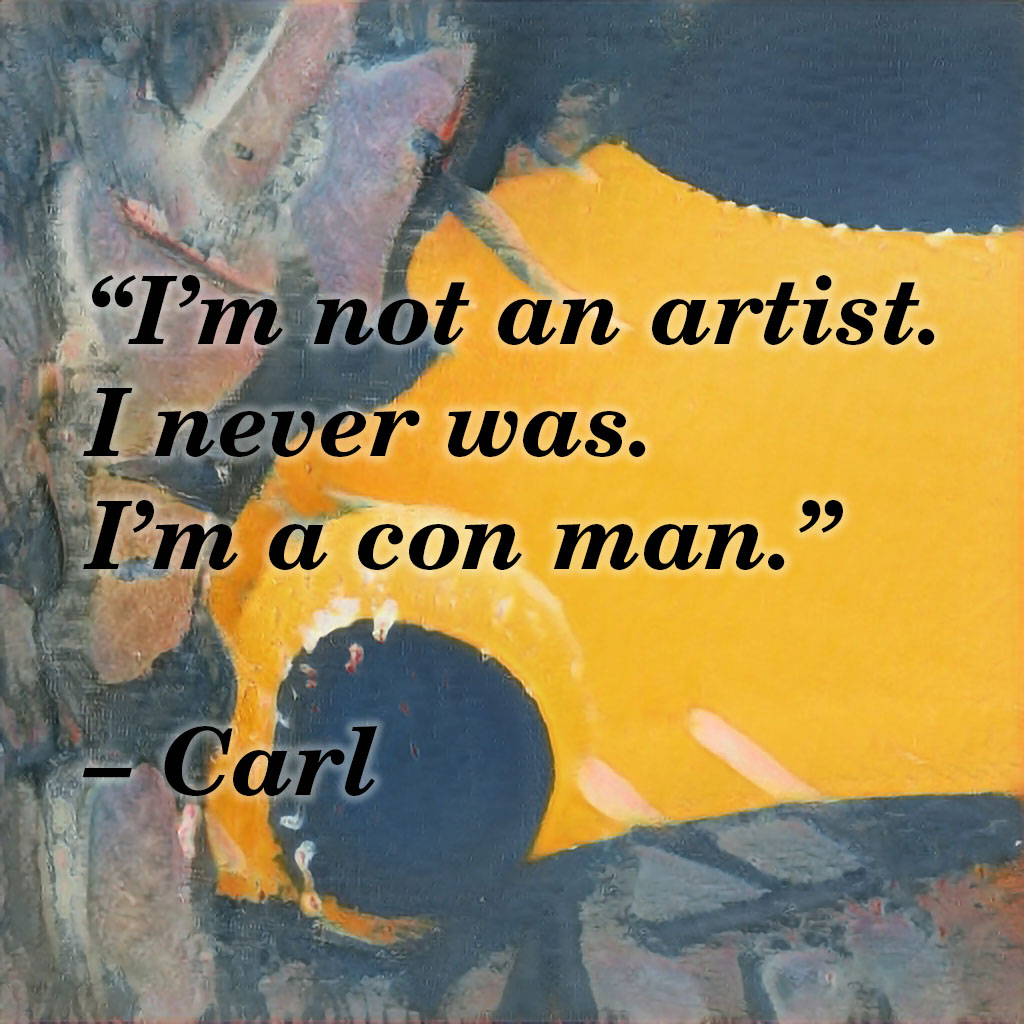 “I’m not an artist.
I never was.
I’m a con man.”
– Carl